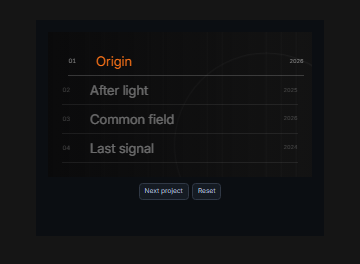 01 Origin 2026
02 After light 2025
03 Common field 2026
04 Last signal 2024
Next project Reset